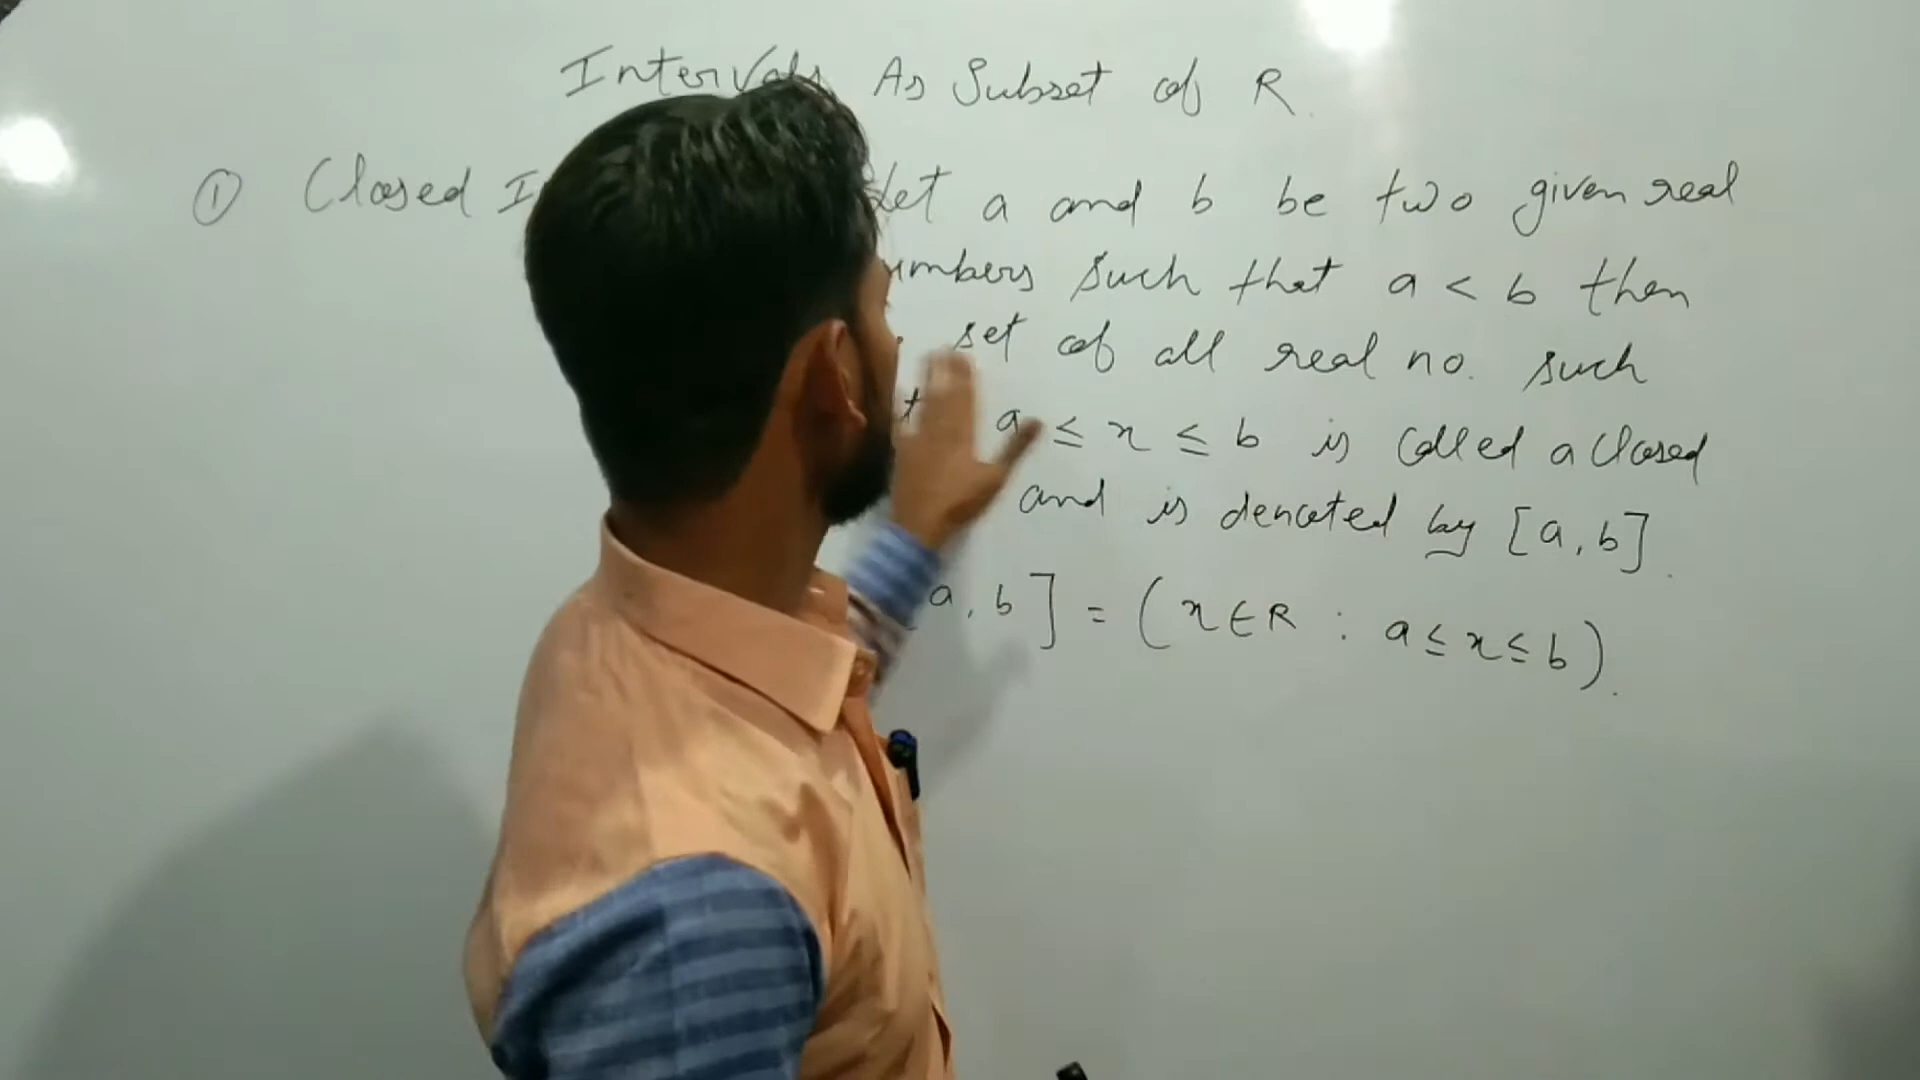 Intervals As Subset of R.
① Closed I Let a and b be two given real
umbers such that a < b then
set of all real no. such
t a ≤ x ≤ b is called a closed
and is denoted by [a, b].
[a, b] = (x ∈ R : a ≤ x ≤ b).